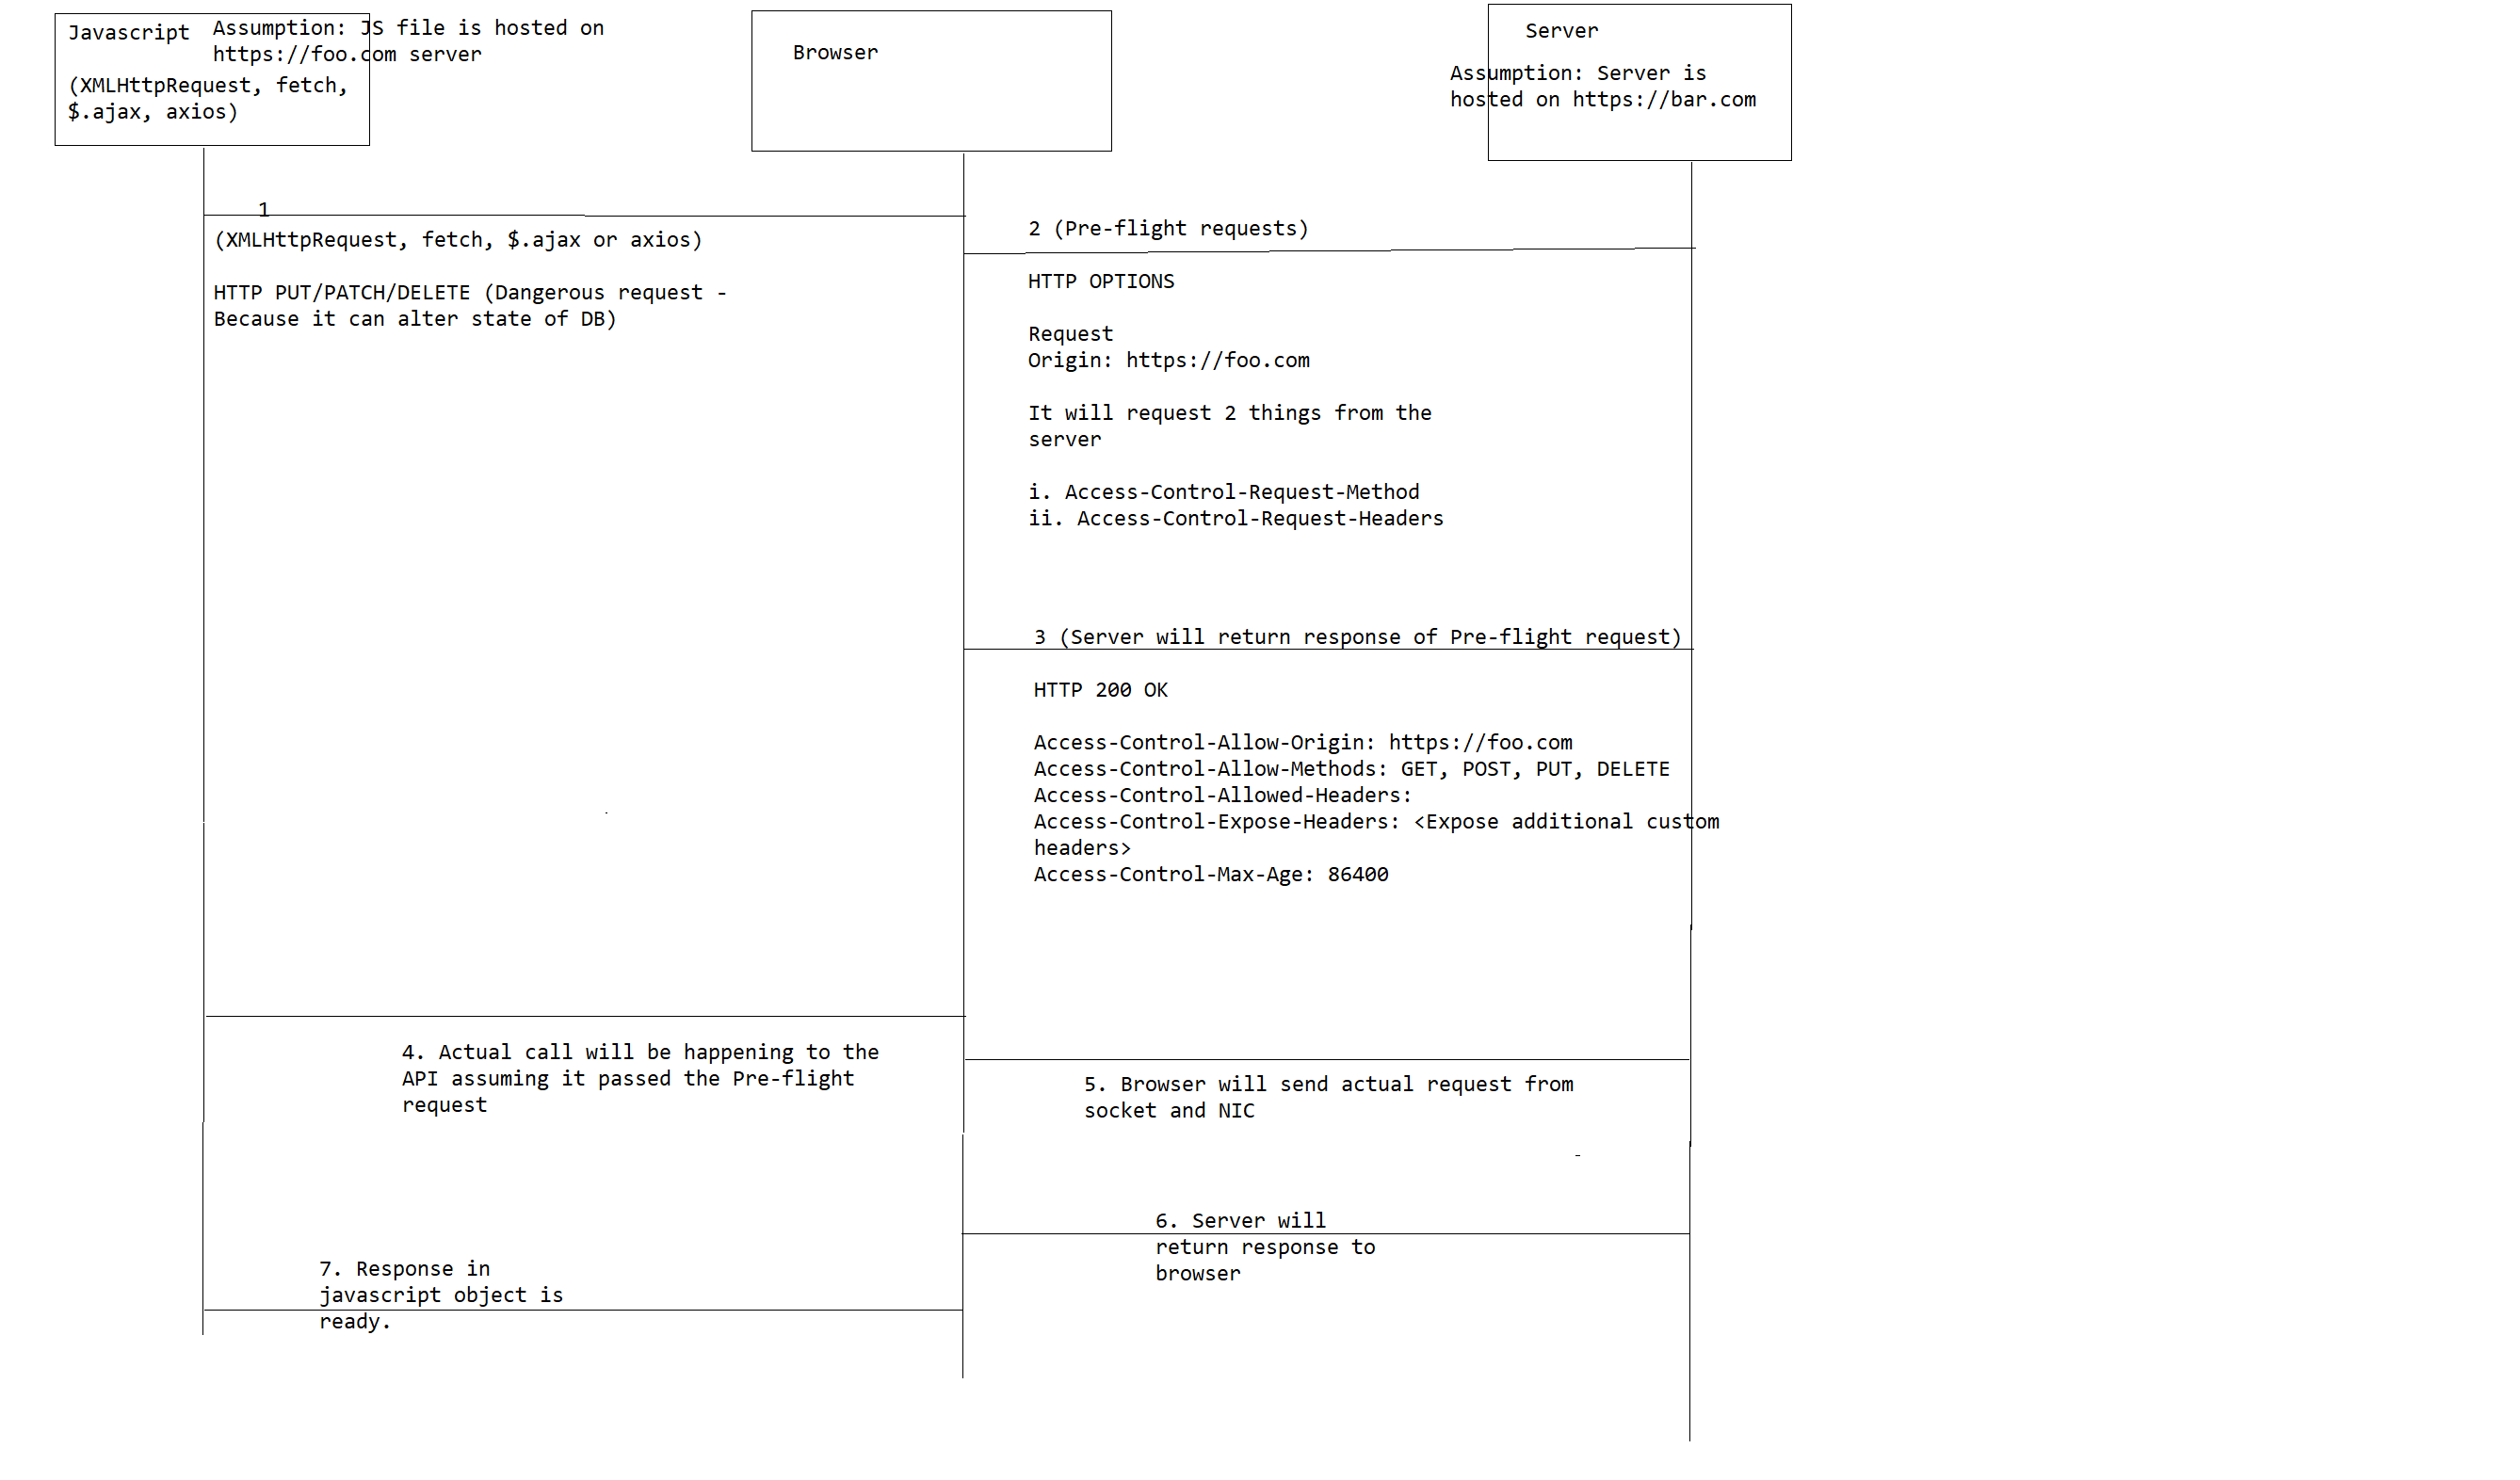 Javascript
Assumption: JS file is hosted on
https://foo.com server
(XMLHttpRequest, fetch,
$.ajax, axios)
Browser
Server
Assumption: Server is
hosted on https://bar.com
1
(XMLHttpRequest, fetch, $.ajax or axios)
HTTP PUT/PATCH/DELETE (Dangerous request -
Because it can alter state of DB)
2 (Pre-flight requests)
HTTP OPTIONS
Request
Origin: https://foo.com
It will request 2 things from the
server
i. Access-Control-Request-Method
ii. Access-Control-Request-Headers
3 (Server will return response of Pre-flight request)
HTTP 200 OK
Access-Control-Allow-Origin: https://foo.com
Access-Control-Allow-Methods: GET, POST, PUT, DELETE
Access-Control-Allowed-Headers:
Access-Control-Expose-Headers: <Expose additional custom
headers>
Access-Control-Max-Age: 86400
4. Actual call will be happening to the
API assuming it passed the Pre-flight
request
5. Browser will send actual request from
socket and NIC
6. Server will
return response to
browser
7. Response in
javascript object is
ready.